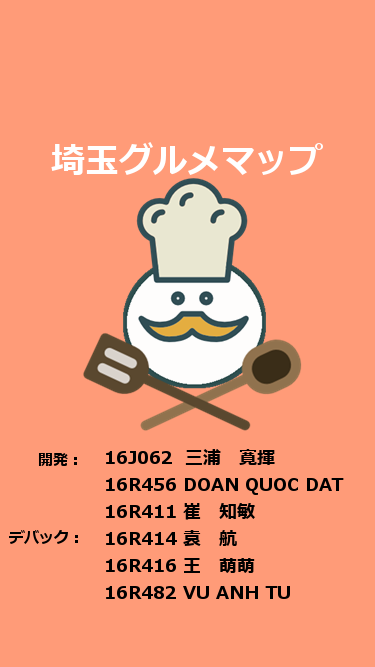 埼玉グルメマップ
開発： 16J062 三浦　寛揮
16R456 DOAN QUOC DAT
16R411 崔　知敏
デバック： 16R414 袁　航
16R416 王　萌萌
16R482 VU ANH TU